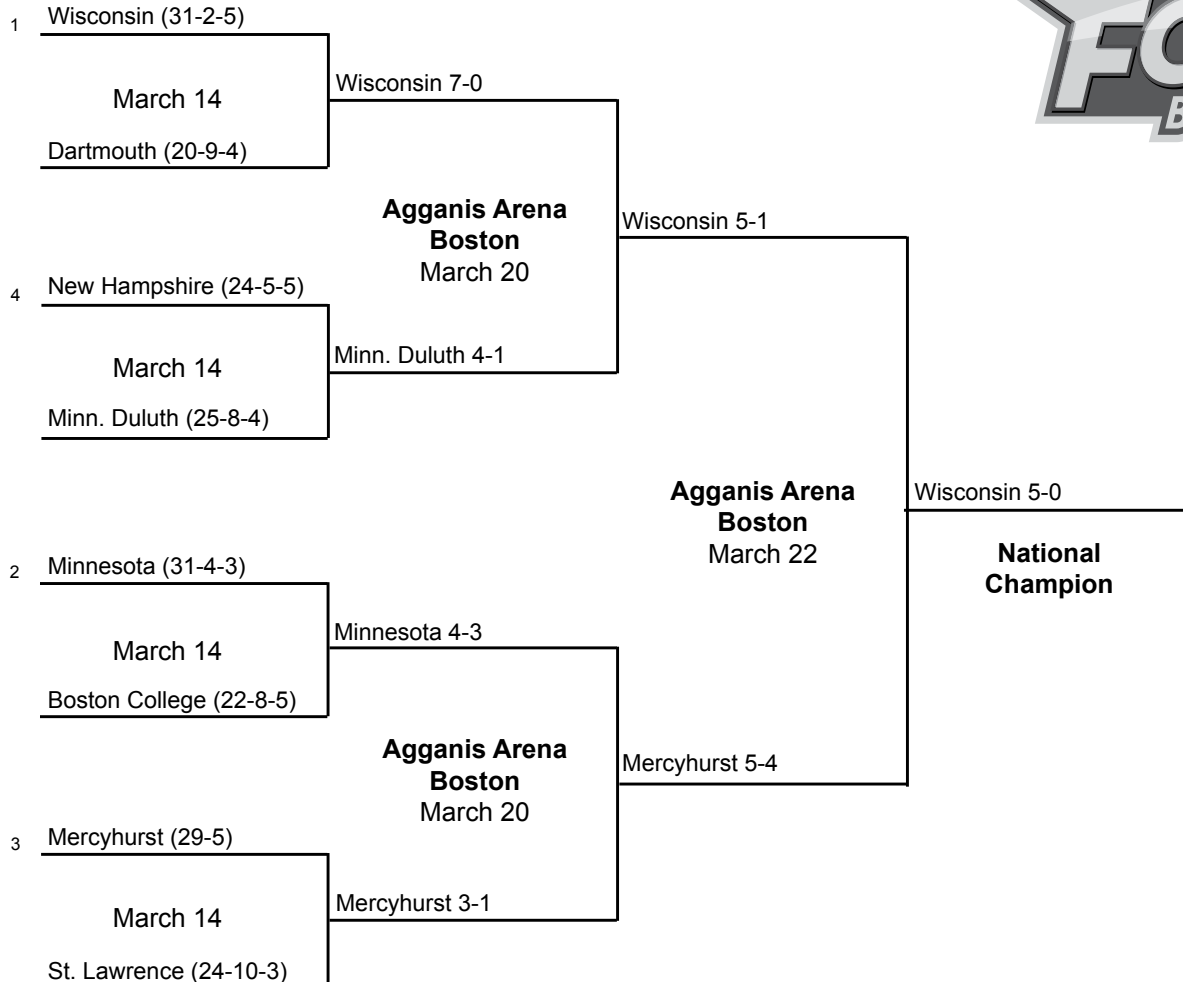 1 Wisconsin (31-2-5)
March 14
Dartmouth (20-9-4)
Wisconsin 7-0
Agganis Arena
Boston
March 20
4 New Hampshire (24-5-5)
March 14
Minn. Duluth (25-8-4)
Minn. Duluth 4-1
Wisconsin 5-1
2 Minnesota (31-4-3)
March 14
Boston College (22-8-5)
Minnesota 4-3
Agganis Arena
Boston
March 20
3 Mercyhurst (29-5)
March 14
St. Lawrence (24-10-3)
Mercyhurst 3-1
Mercyhurst 5-4
Agganis Arena
Boston
March 22
Wisconsin 5-0
National
Champion